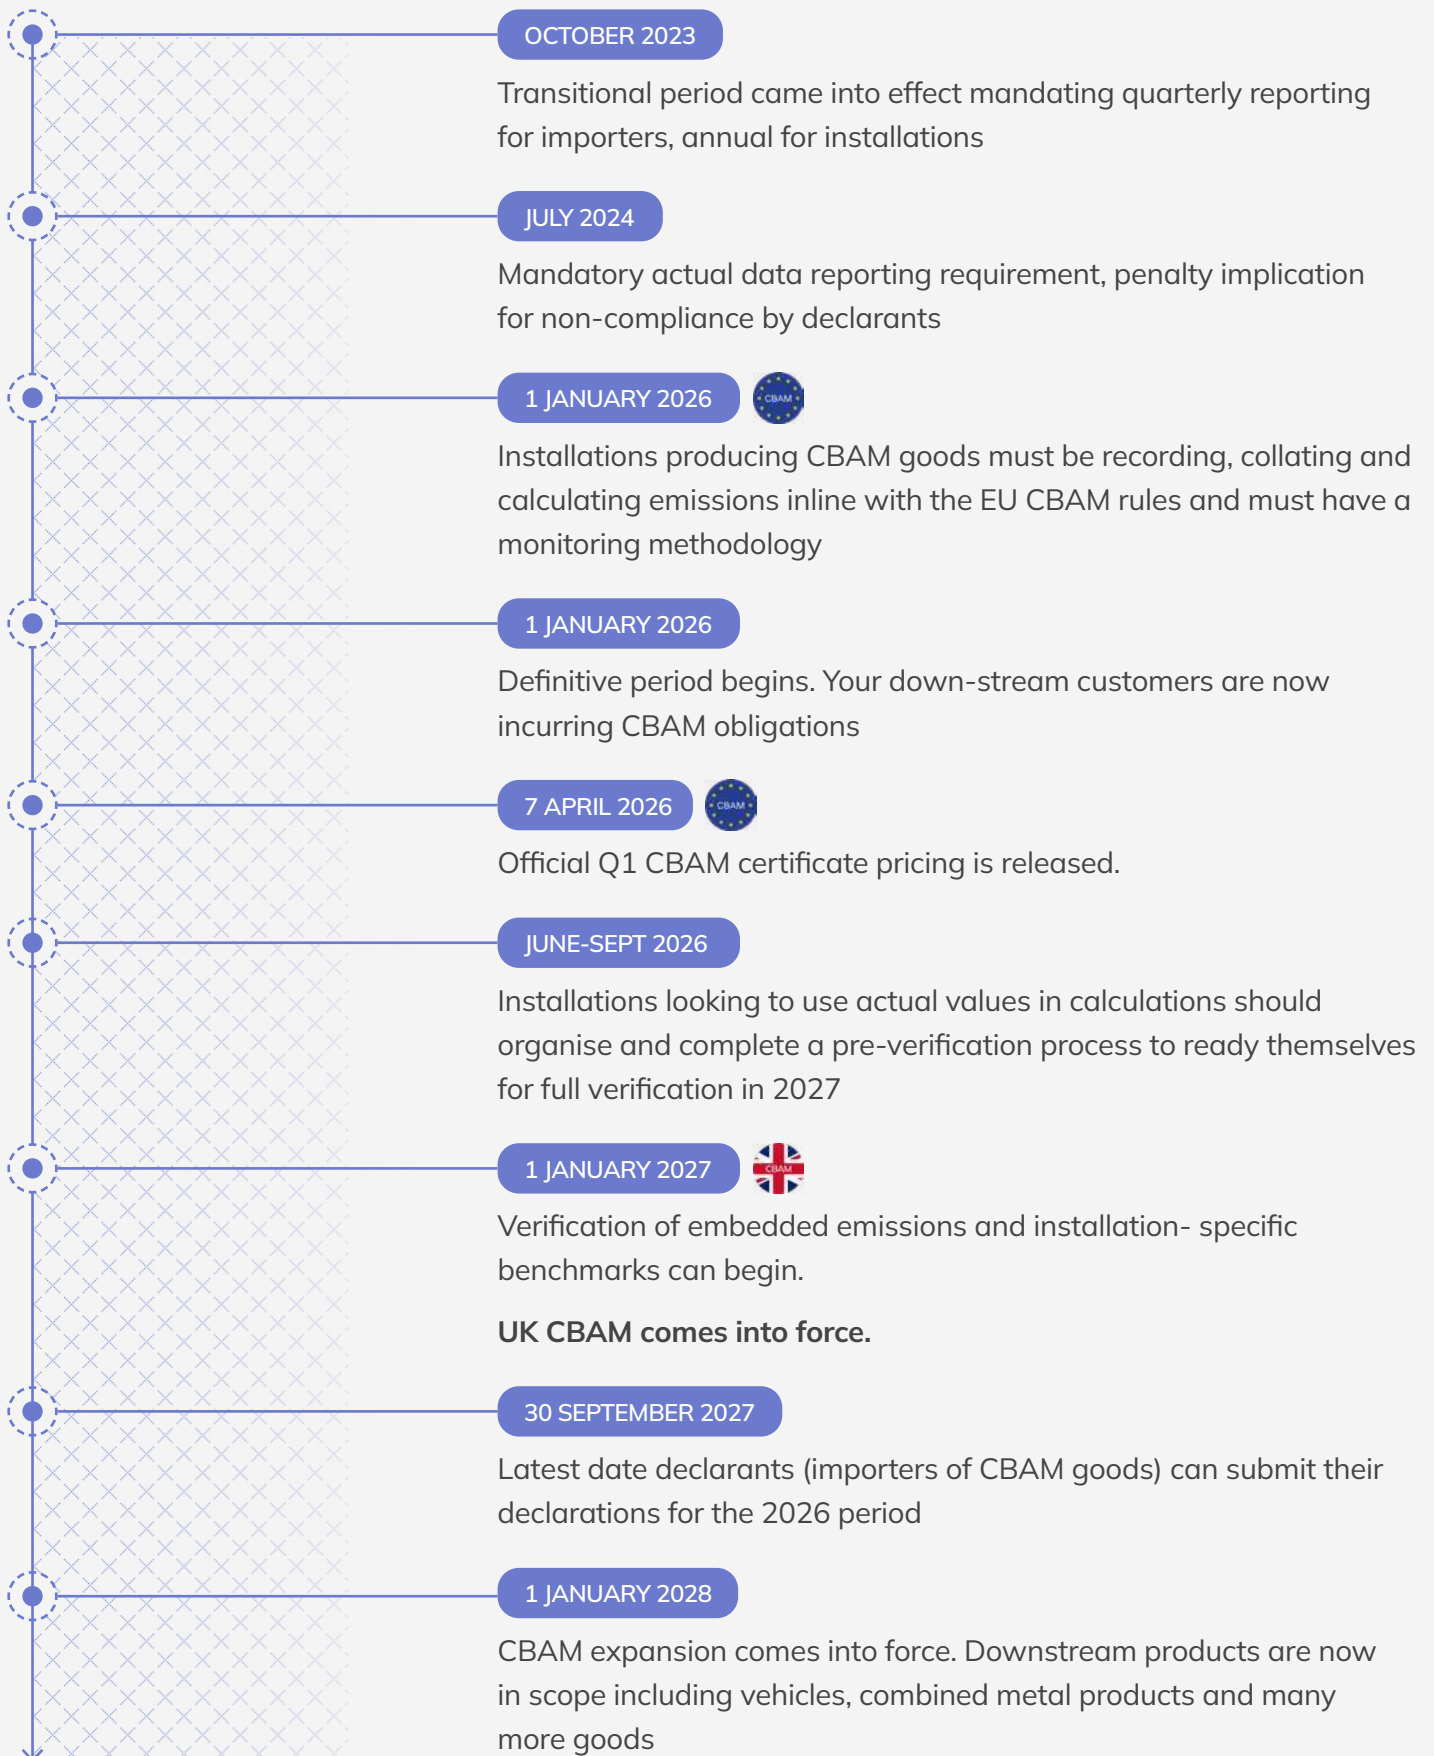 OCTOBER 2023
Transitional period came into effect mandating quarterly reporting
for importers, annual for installations
JULY 2024
Mandatory actual data reporting requirement, penalty implication
for non-compliance by declarants
1 JANUARY 2026
CBAM
Installations producing CBAM goods must be recording, collating and
calculating emissions inline with the EU CBAM rules and must have a
monitoring methodology
1 JANUARY 2026
Definitive period begins. Your down-stream customers are now
incurring CBAM obligations
7 APRIL 2026
CBAM
Official Q1 CBAM certificate pricing is released.
JUNE-SEPT 2026
Installations looking to use actual values in calculations should
organise and complete a pre-verification process to ready themselves
for full verification in 2027
1 JANUARY 2027
CBAM
Verification of embedded emissions and installation- specific
benchmarks can begin.
UK CBAM comes into force.
30 SEPTEMBER 2027
Latest date declarants (importers of CBAM goods) can submit their
declarations for the 2026 period
1 JANUARY 2028
CBAM expansion comes into force. Downstream products are now
in scope including vehicles, combined metal products and many
more goods